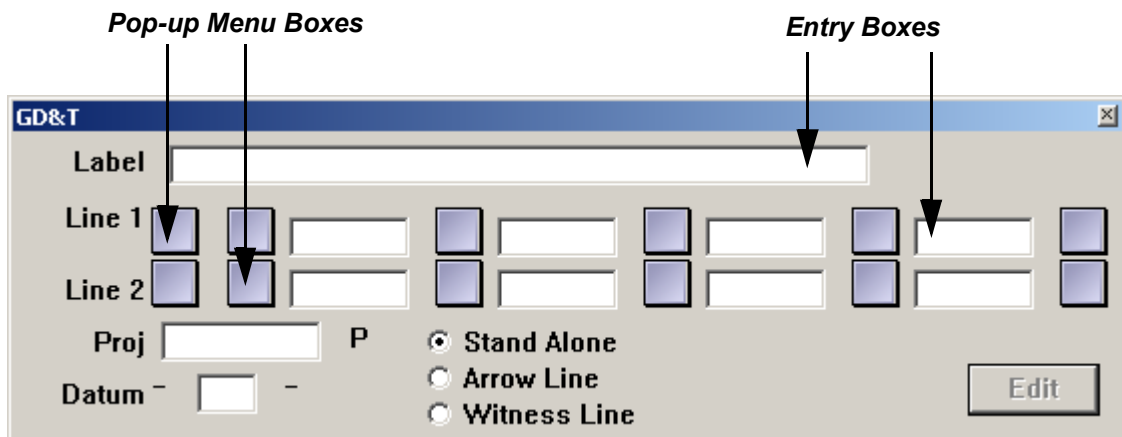 Pop-up Menu Boxes
Entry Boxes
GD&T
Label
Line 1
Line 2
Proj P
Datum - -
Stand Alone
Arrow Line
Witness Line
Edit